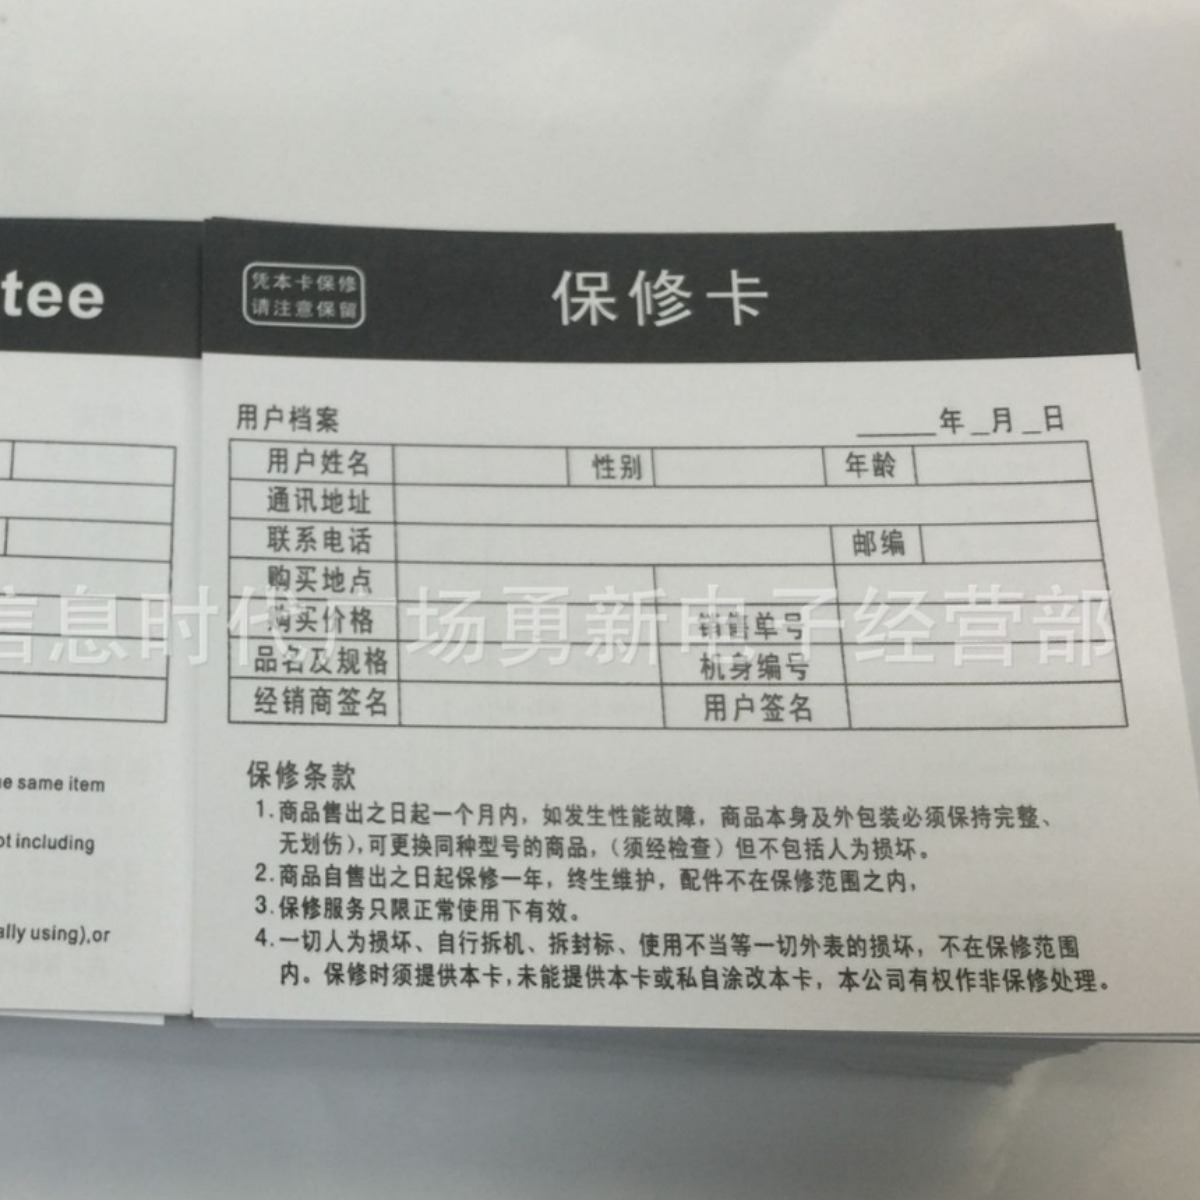 tee
e same item
ot including
ally using),or
凭本卡保修
请注意保留
保修卡
用户档案
年 月 日
用户姓名 性别 年龄
通讯地址
联系电话 邮编
购买地点
购买价格 销售单号
品名及规格 机身编号
经销商签名 用户签名
信息时代广场勇新电子经营部
保修条款
1.商品售出之日起一个月内，如发生性能故障，商品本身及外包装必须保持完整、
无划伤），可更换同种型号的商品，（须经检查）但不包括人为损坏。
2.商品自售出之日起保修一年，终生维护，配件不在保修范围之内，
3.保修服务只限正常使用下有效。
4.一切人为损坏、自行拆机、拆封标、使用不当等一切外表的损坏，不在保修范围
内。保修时须提供本卡，未能提供本卡或私自涂改本卡，本公司有权作非保修处理。